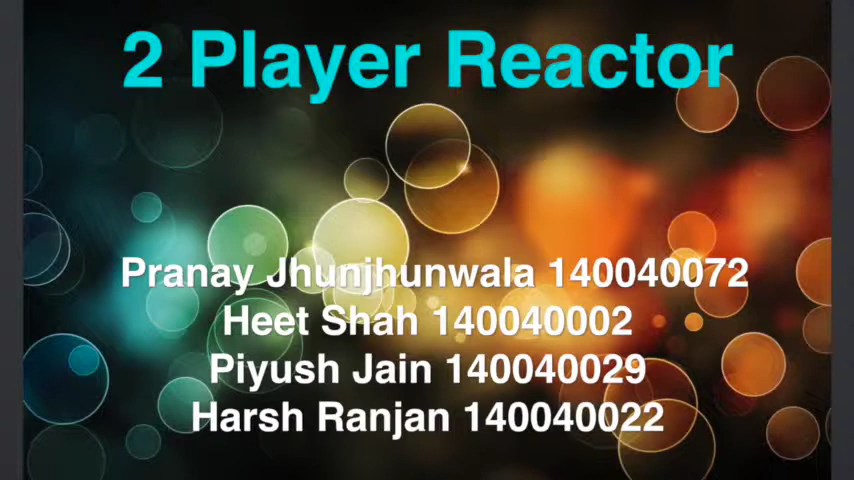 2 Player Reactor
Pranay Jhunjhunwala 140040072
Heet Shah 140040002
Piyush Jain 140040029
Harsh Ranjan 140040022